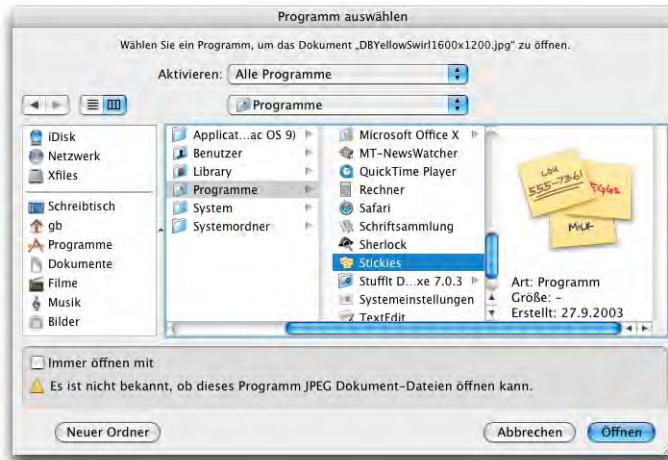 Programm auswählen
Wählen Sie ein Programm, um das Dokument „DBYellowSwirl1600x1200.jpg“ zu öffnen.
Aktivieren: Alle Programme
Programme
iDisk
Netzwerk
Xfiles
Schreibtisch
gb
Programme
Dokumente
Filme
Musik
Bilder
Applicat...ac OS 9)
Benutzer
Library
Programme
System
Systemordner
Microsoft Office X
MT-NewsWatcher
QuickTime Player
Rechner
Safari
Schriftsammlung
Sherlock
Stickies
StuffIt D...xe 7.0.3
Systemeinstellungen
TextEdit
LOU
555-7361
EGGS
MILK
Art: Programm
Größe: -
Erstellt: 27.9.2003
Immer öffnen mit
Es ist nicht bekannt, ob dieses Programm JPEG Dokument-Dateien öffnen kann.
Neuer Ordner
Abbrechen
Öffnen